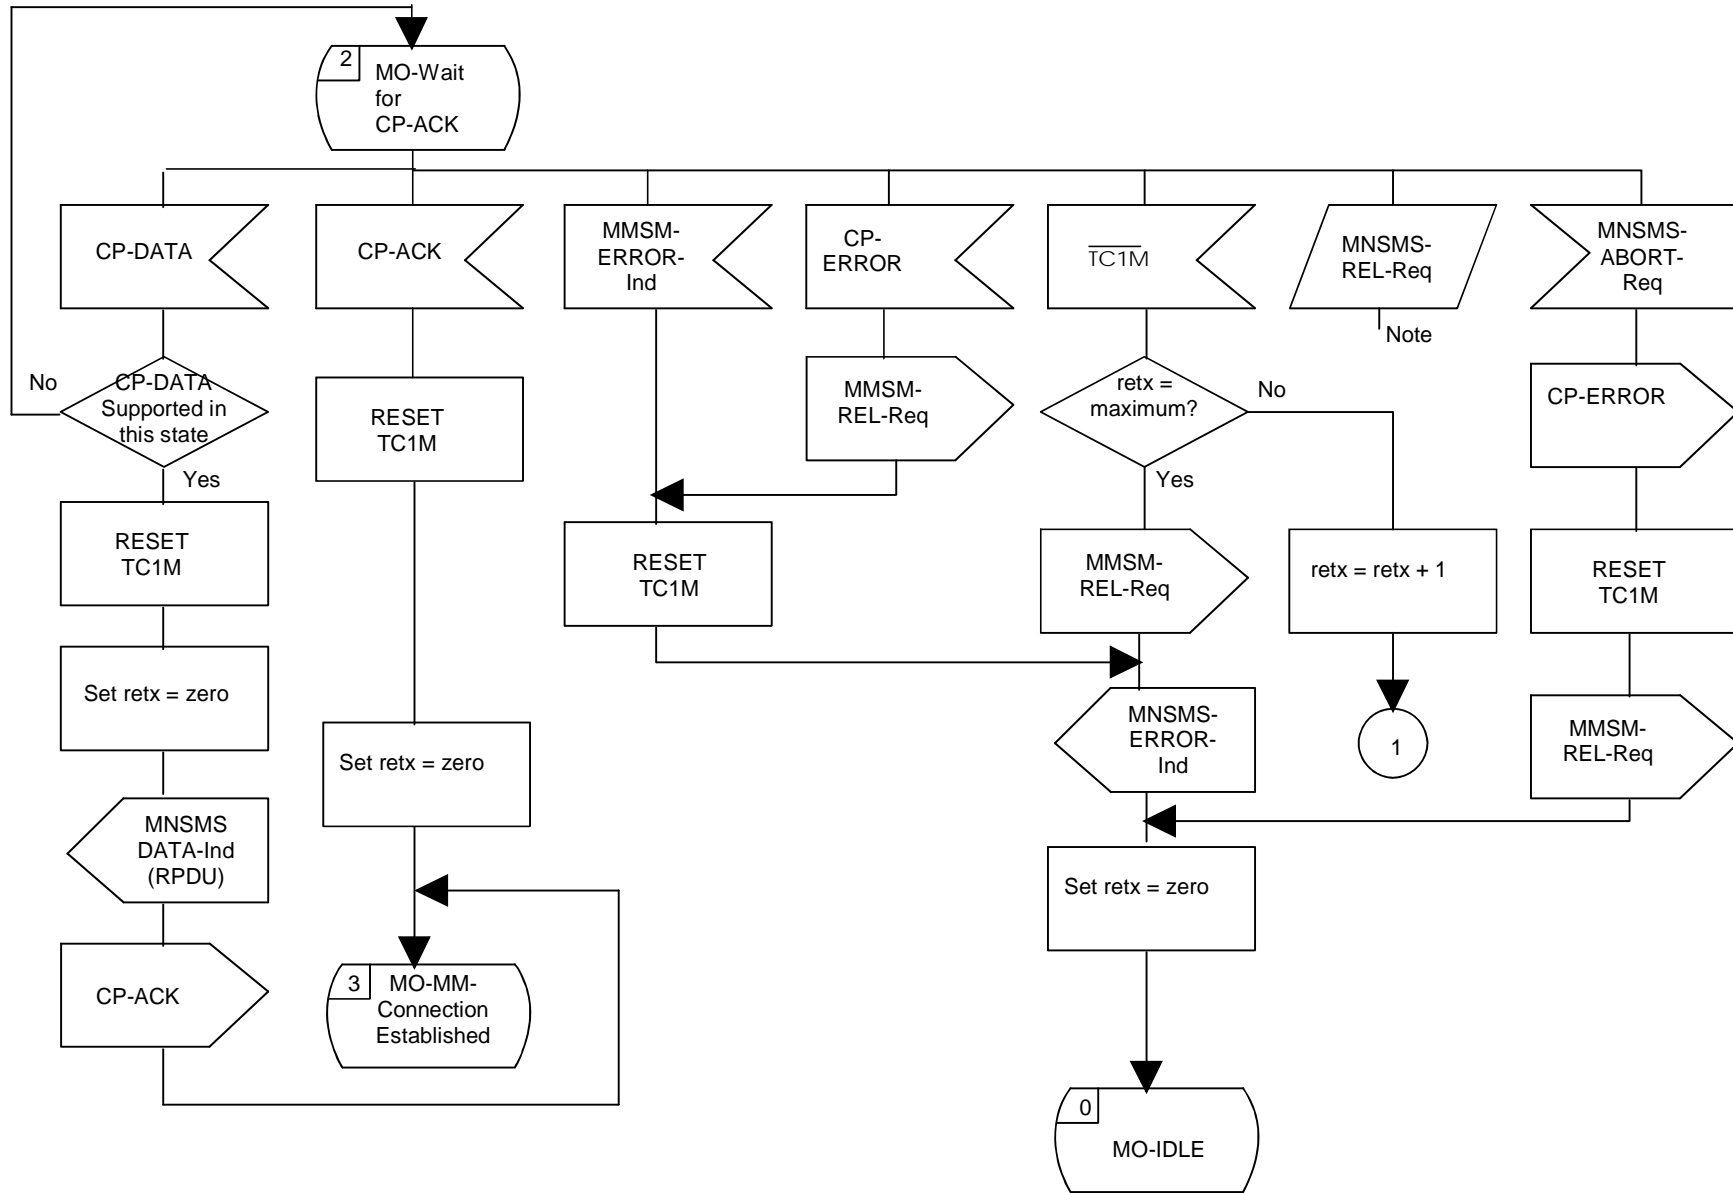 2
MO-Wait
for
CP-ACK
CP-DATA
CP-ACK
MMSM-
ERROR-
Ind
CP-
ERROR
TC1M
MNSMS-
REL-Req
MNSMS-
ABORT-
Req
Note
No
CP-DATA
Supported in
this state
Yes
RESET
TC1M
MMSM-
REL-Req
retx =
maximum?
No
Yes
CP-ERROR
RESET
TC1M
RESET
TC1M
MMSM-
REL-Req
retx = retx + 1
RESET
TC1M
Set retx = zero
Set retx = zero
MNSMS-
ERROR-
Ind
1
MMSM-
REL-Req
MNSMS
DATA-Ind
(RPDU)
Set retx = zero
CP-ACK
3
MO-MM-
Connection
Established
0
MO-IDLE